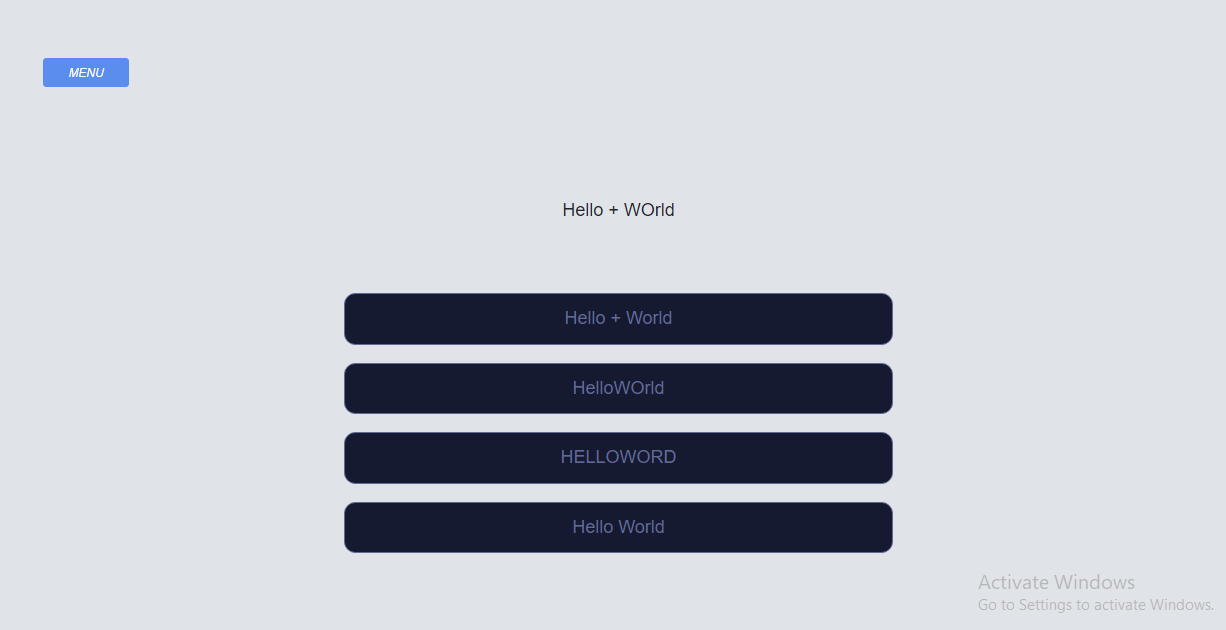 MENU
Hello + WOrld
Hello + World
HelloWOrld
HELLOWORD
Hello World
Activate Windows
Go to Settings to activate Windows.